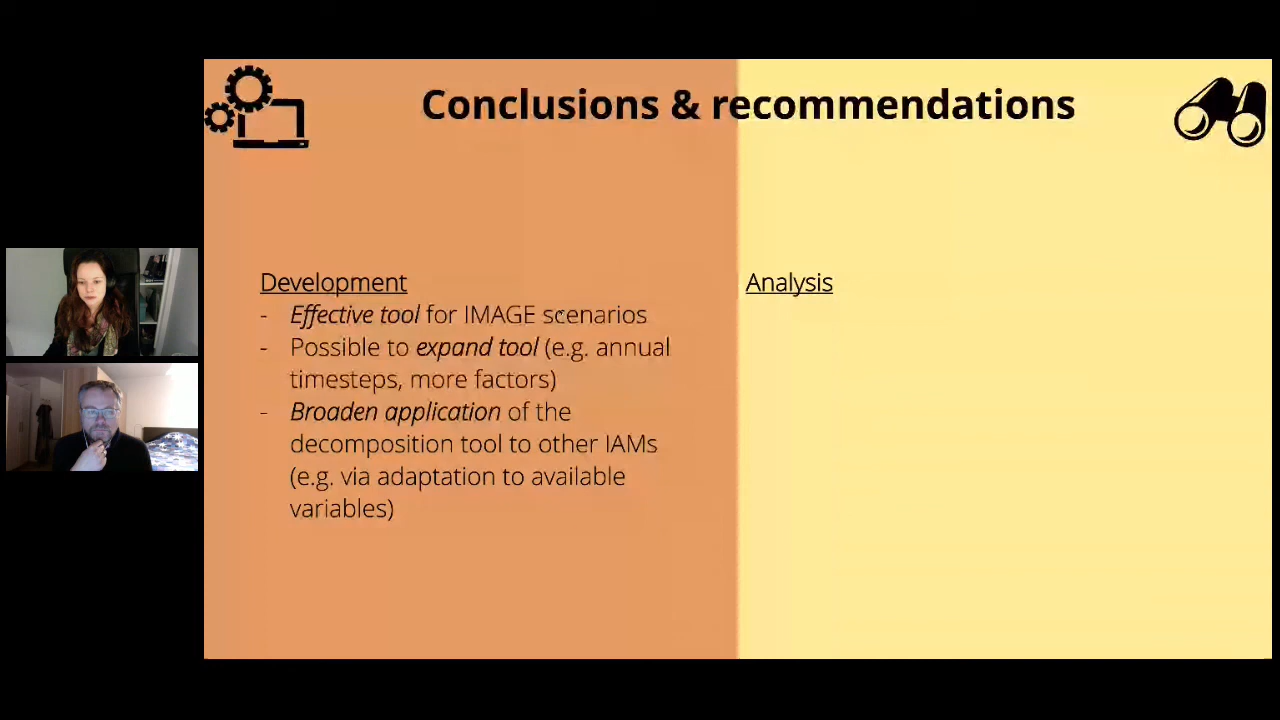 Conclusions & recommendations
Development
- Effective tool for IMAGE scenarios
- Possible to expand tool (e.g. annual
timesteps, more factors)
- Broaden application of the
decomposition tool to other IAMs
(e.g. via adaptation to available
variables)
Analysis